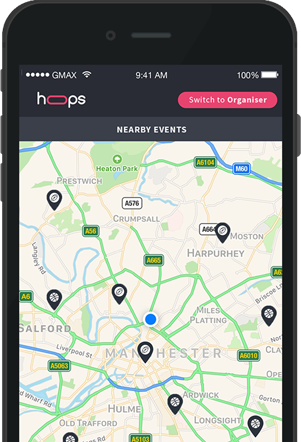 GMAX 9:41 AM 100%
hoops Switch to Organiser
NEARBY EVENTS
Heaton Park
A6104
M60
PRESTWICH
A576
CRUMPSALL
A56
MOSTON
HARPURHEY
Langley Rd
A665
A6
Briscoe L
SALFORD
MILES
PLATTING
Liverpool St
MANCHESTER
A6010
A5063
ARDWICK
HULME
OLD TRAFFORD
LONGSIGHT
A5103